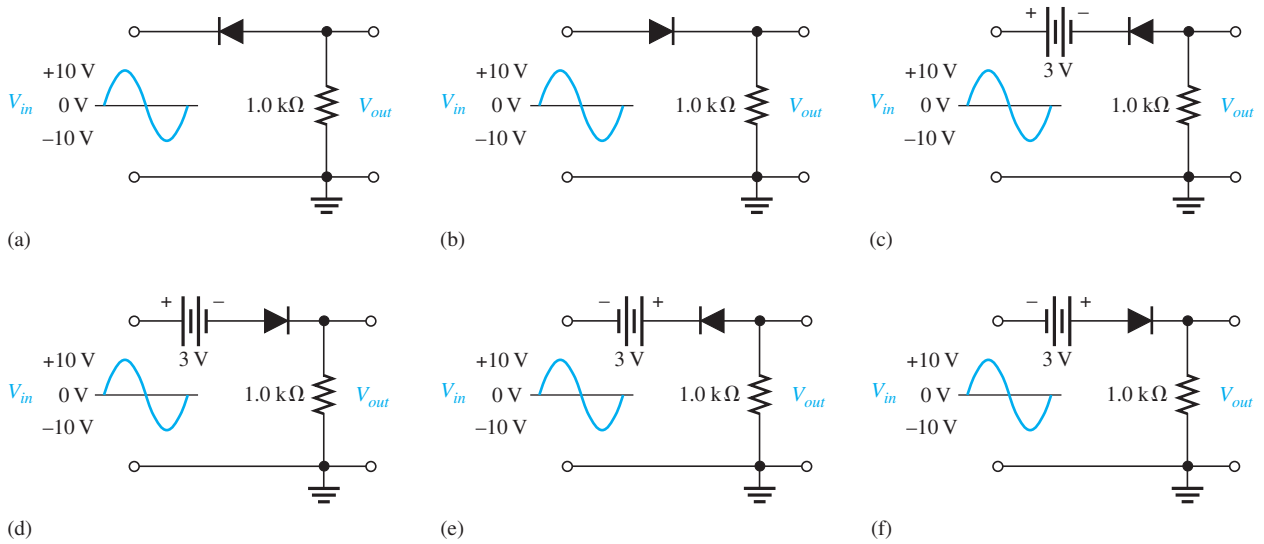 +10 V
V_in 0 V 1.0 kΩ V_out
–10 V
(a)
+10 V
V_in 0 V 1.0 kΩ V_out
–10 V
(b)
+ –
3 V
+10 V
V_in 0 V 1.0 kΩ V_out
–10 V
(c)
+ –
3 V
+10 V
V_in 0 V 1.0 kΩ V_out
–10 V
(d)
– +
3 V
+10 V
V_in 0 V 1.0 kΩ V_out
–10 V
(e)
– +
3 V
+10 V
V_in 0 V 1.0 kΩ V_out
–10 V
(f)